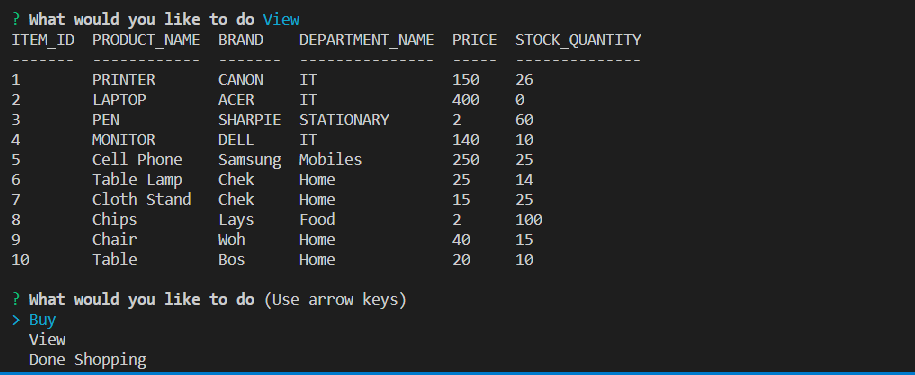 ? What would you like to do View
ITEM_ID  PRODUCT_NAME  BRAND    DEPARTMENT_NAME  PRICE  STOCK_QUANTITY
-------  ------------  -------  ---------------  -----  --------------
1        PRINTER       CANON    IT               150    26
2        LAPTOP        ACER     IT               400    0
3        PEN           SHARPIE  STATIONARY       2      60
4        MONITOR       DELL     IT               140    10
5        Cell Phone    Samsung  Mobiles          250    25
6        Table Lamp    Chek     Home             25     14
7        Cloth Stand   Chek     Home             15     25
8        Chips         Lays     Food             2      100
9        Chair         Woh      Home             40     15
10       Table         Bos      Home             20     10
? What would you like to do (Use arrow keys)
> Buy
  View
  Done Shopping